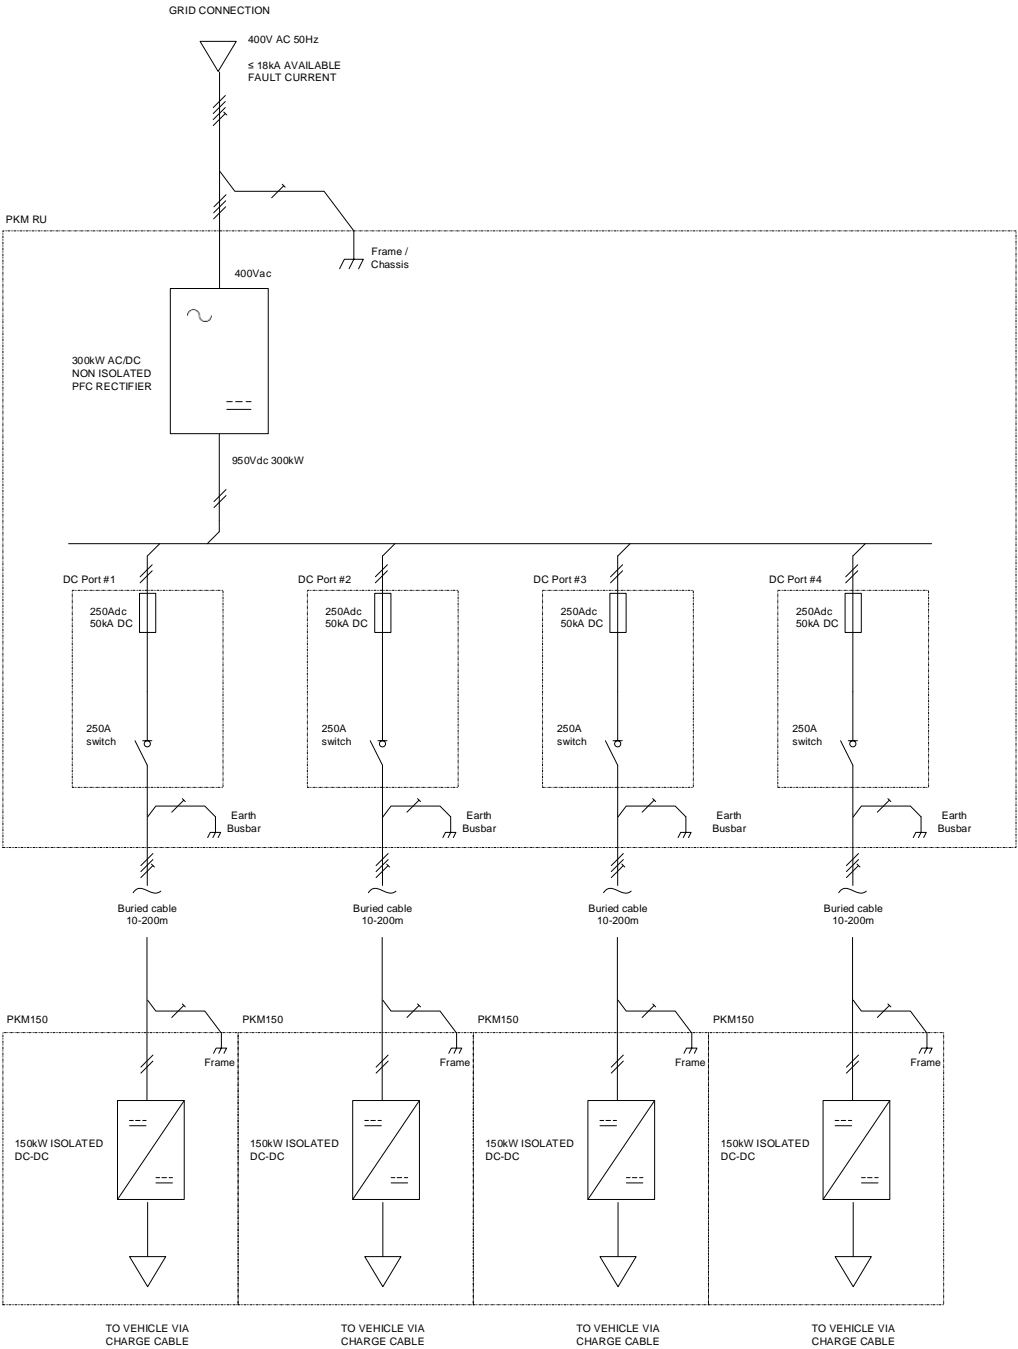 GRID CONNECTION
400V AC 50Hz
≤ 18kA AVAILABLE
FAULT CURRENT
PKM RU
Frame /
Chassis
400Vac
300kW AC/DC
NON ISOLATED
PFC RECTIFIER
950Vdc 300kW
DC Port #1
DC Port #2
DC Port #3
DC Port #4
250Adc
50kA DC
250Adc
50kA DC
250Adc
50kA DC
250Adc
50kA DC
250A
switch
250A
switch
250A
switch
250A
switch
Earth
Busbar
Earth
Busbar
Earth
Busbar
Earth
Busbar
Buried cable
10-200m
Buried cable
10-200m
Buried cable
10-200m
Buried cable
10-200m
PKM150
PKM150
PKM150
PKM150
Frame
Frame
Frame
Frame
150kW ISOLATED
DC-DC
150kW ISOLATED
DC-DC
150kW ISOLATED
DC-DC
150kW ISOLATED
DC-DC
TO VEHICLE VIA
CHARGE CABLE
TO VEHICLE VIA
CHARGE CABLE
TO VEHICLE VIA
CHARGE CABLE
TO VEHICLE VIA
CHARGE CABLE